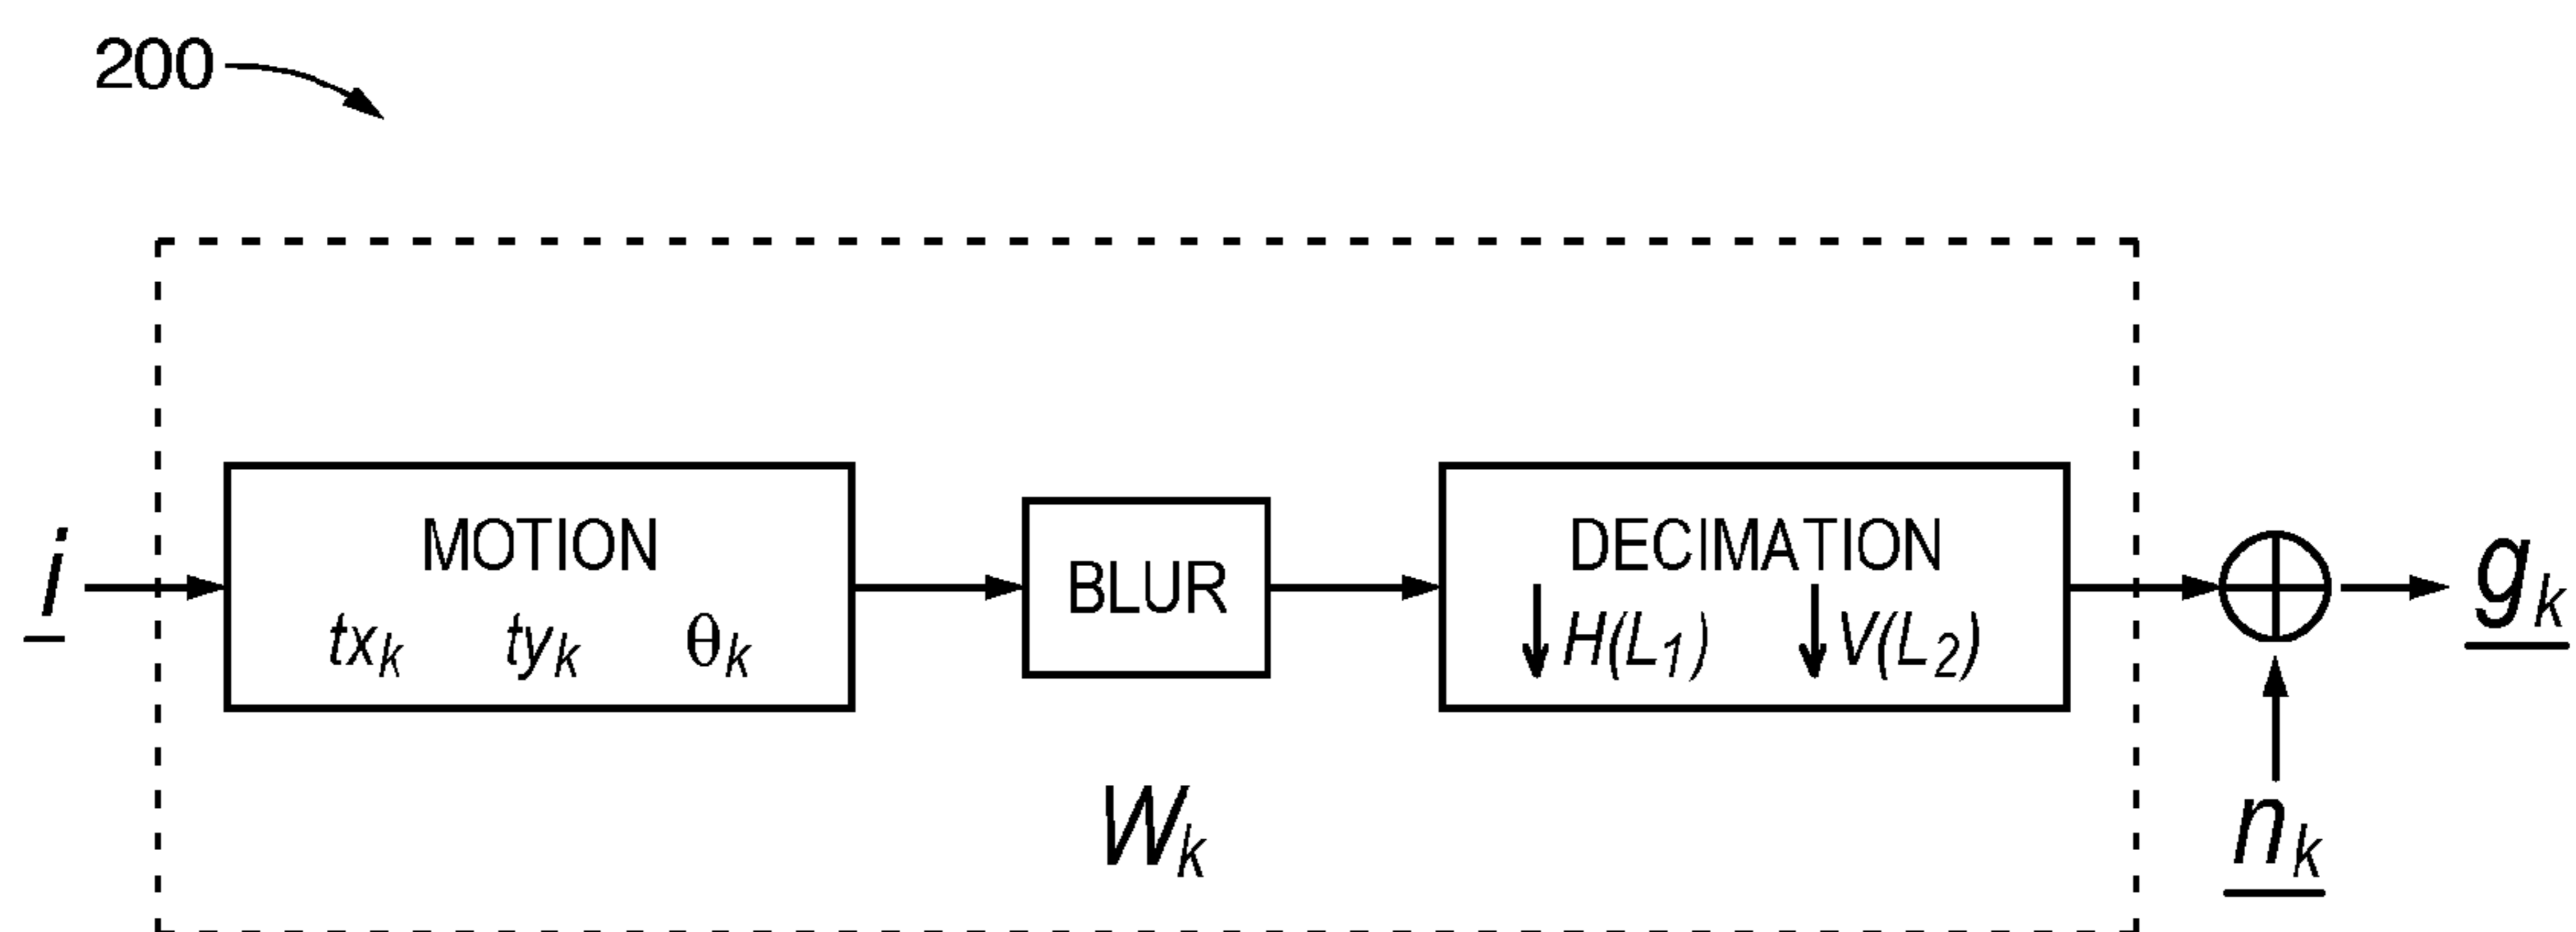 200
MOTION
tx_k ty_k θ_k
BLUR
DECIMATION
↓ H(L_1) ↓ V(L_2)
i
g_k
W_k
n_k